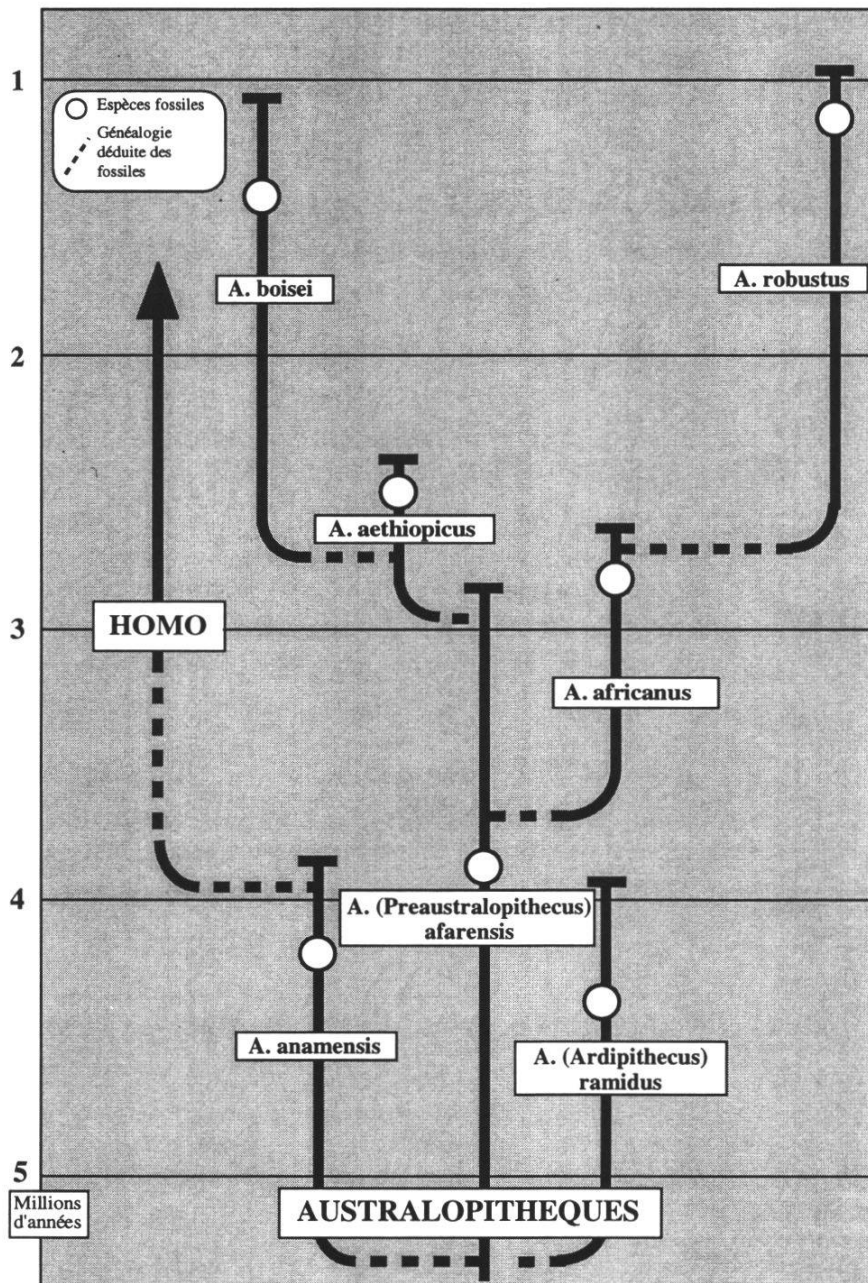 1
Espèces fossiles
Généalogie
déduite des
fossiles
A. boisei
A. robustus
2
A. aethiopicus
3
HOMO
A. africanus
4
A. (Preaustralopithecus)
afarensis
A. anamensis
A. (Ardipithecus)
ramidus
5
Millions
d'années
AUSTRALOPITHEQUES